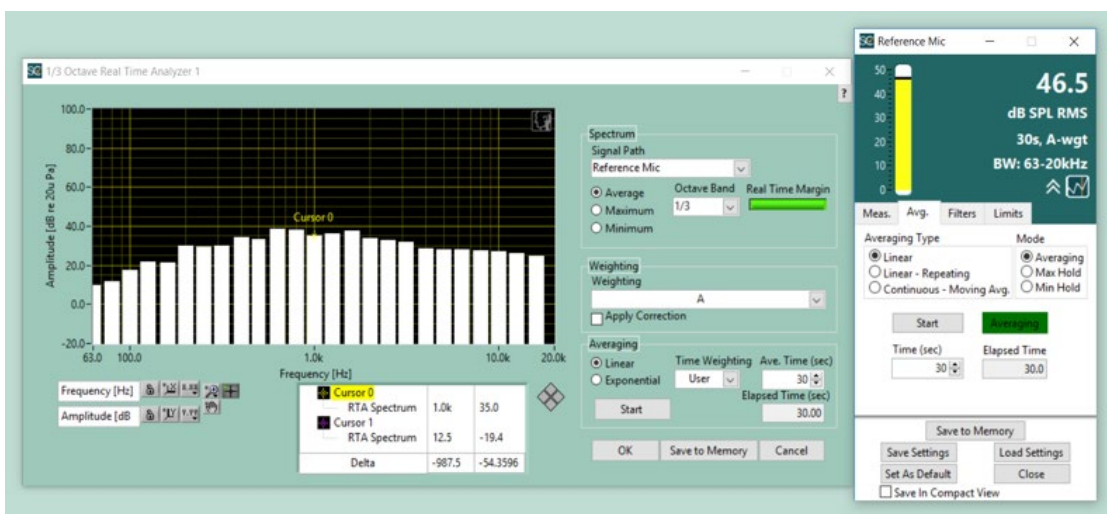 SC 1/3 Octave Real Time Analyzer.1
?
100.0
80.0
60.0
40.0
20.0
0.0
-20.0
Amplitude [dB re 20u Pa]
Cursor 0
63.0 100.0 1.0k 10.0k 20.0k
Frequency [Hz]
Frequency [Hz]
Amplitude [dB
Cursor 0
RTA Spectrum 1.0k 35.0
Cursor 1
RTA Spectrum 12.5 -19.4
Delta -987.5 -54.3596
Spectrum
Signal Path
Reference Mic
Average
Maximum
Minimum
Octave Band Real Time Margin
1/3
Weighting
Weighting
A
Apply Correction
Averaging
Linear
Exponential
Time Weighting Ave. Time (sec)
User 30
Elapsed Time (sec)
Start 30.00
OK Save to Memory Cancel
SC Reference Mic
50
40
30
20
10
0
46.5
dB SPL RMS
30s, A-wgt
BW: 63-20kHz
Meas. Avg. Filters Limits
Averaging Type Mode
Linear Averaging
Linear - Repeating Max Hold
Continuous - Moving Avg. Min Hold
Start Averaging
Time (sec) Elapsed Time
30 30.0
Save to Memory
Save Settings Load Settings
Set As Default Close
Save In Compact View